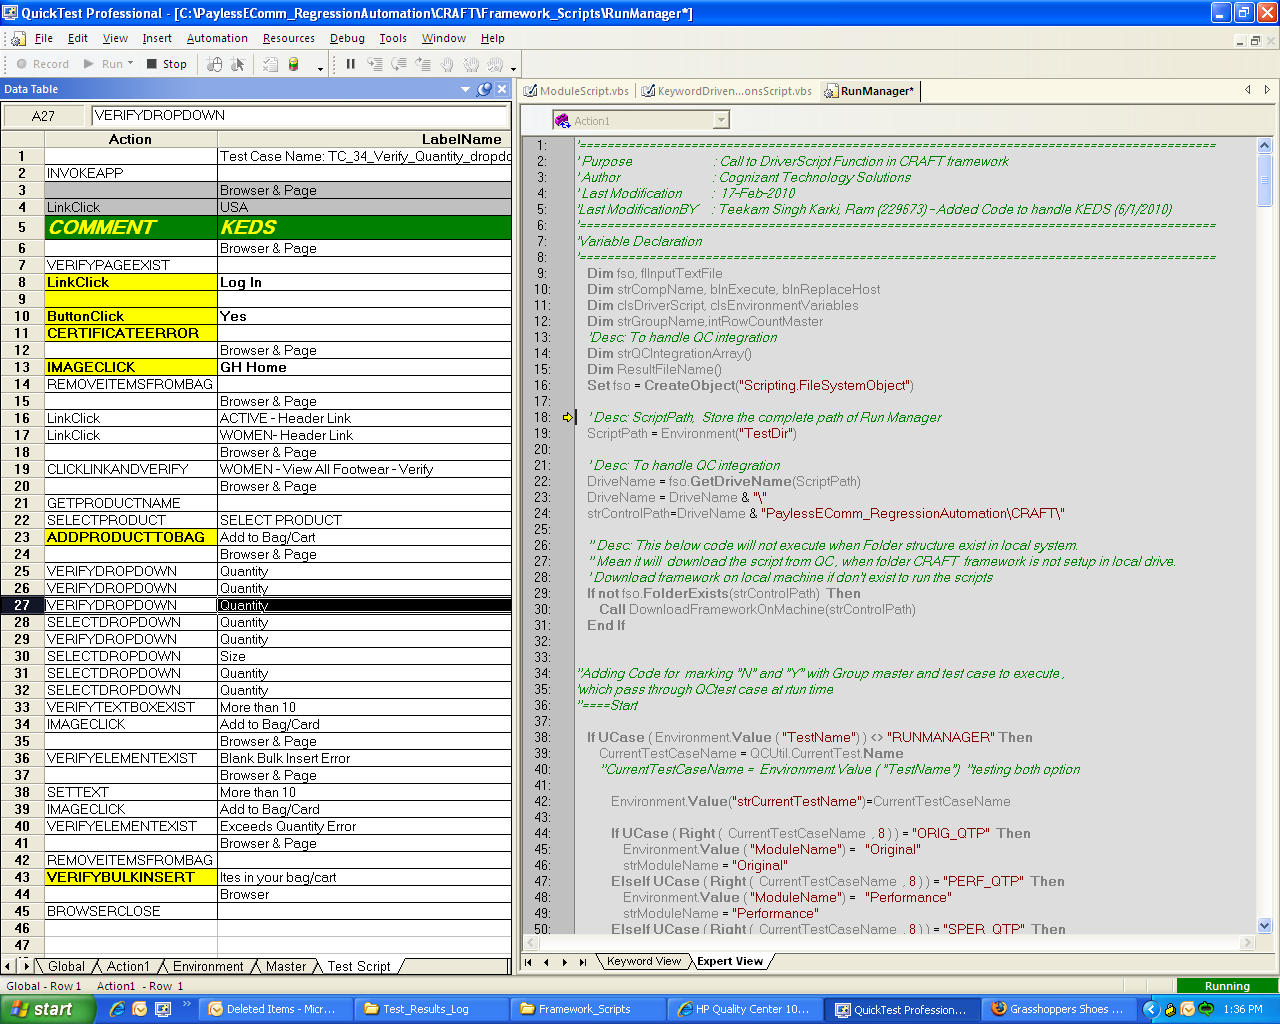 QuickTest Professional - [C:\PaylessEComm_RegressionAutomation\CRAFT\Framework_Scripts\RunManager*]
File Edit View Insert Automation Resources Debug Tools Window Help
Record Run Stop
Data Table
A27 VERIFYDROPDOWN
Action LabelName
1 Test Case Name: TC_34_Verify_Quantity_dropdo
2 INVOKEAPP
3 Browser & Page
4 LinkClick USA
5 COMMENT KEDS
6 Browser & Page
7 VERIFYPAGEEXIST
8 LinkClick Log In
9
10 ButtonClick Yes
11 CERTIFICATEERROR
12 Browser & Page
13 IMAGECLICK GH Home
14 REMOVEITEMSFROMBAG
15 Browser & Page
16 LinkClick ACTIVE - Header Link
17 LinkClick WOMEN- Header Link
18 Browser & Page
19 CLICKLINKANDVERIFY WOMEN - View All Footwear - Verify
20 Browser & Page
21 GETPRODUCTNAME
22 SELECTPRODUCT SELECT PRODUCT
23 ADDPRODUCTTOBAG Add to Bag/Cart
24 Browser & Page
25 VERIFYDROPDOWN Quantity
26 VERIFYDROPDOWN Quantity
27 VERIFYDROPDOWN Quantity
28 SELECTDROPDOWN Quantity
29 VERIFYDROPDOWN Quantity
30 SELECTDROPDOWN Size
31 SELECTDROPDOWN Quantity
32 SELECTDROPDOWN Quantity
33 VERIFYTEXTBOXEXIST More than 10
34 IMAGECLICK Add to Bag/Card
35 Browser & Page
36 VERIFYELEMENTEXIST Blank Bulk Insert Error
37 Browser & Page
38 SETTEXT More than 10
39 IMAGECLICK Add to Bag/Card
40 VERIFYELEMENTEXIST Exceeds Quantity Error
41 Browser & Page
42 REMOVEITEMSFROMBAG
43 VERIFYBULKINSERT Ites in your bag/cart
44 Browser
45 BROWSERCLOSE
46
47
Global Action1 Environment Master Test Script
ModuleScript.vbs KeywordDriven...onsScript.vbs RunManager*
Action1
1: '=====================================================
2: ' Purpose : Call to DriverScript Function in CRAFT framework
3: ' Author : Cognizant Technology Solutions
4: ' Last Modification : 17-Feb-2010
5: 'Last ModificationBY : Teekam Singh Karki, Ram (229673) - Added Code to handle KEDS (6/1/2010)
6: '=====================================================
7: 'Variable Declaration
8: '=====================================================
9: Dim fso, flInputTextFile
10: Dim strCompName, blnExecute, blnReplaceHost
11: Dim clsDriverScript, clsEnvironmentVariables
12: Dim strGroupName,intRowCountMaster
13: 'Desc: To handle QC integration
14: Dim strQCIntegrationArray()
15: Dim ResultFileName()
16: Set fso = CreateObject("Scripting.FileSystemObject")
17:
18: ' Desc: ScriptPath, Store the complete path of Run Manager
19: ScriptPath = Environment("TestDir")
20:
21: ' Desc: To handle QC integration
22: DriveName = fso.GetDriveName(ScriptPath)
23: DriveName = DriveName & "\"
24: strControlPath=DriveName & "PaylessEComm_RegressionAutomation\CRAFT\"
25:
26: '' Desc: This below code will not execute when Folder structure exist in local system.
27: '' Mean it will download the script from QC , when folder CRAFT framework is not setup in local drive.
28: ' Download framework on local machine if don't exist to run the scripts
29: If not fso.FolderExists(strControlPath) Then
30: Call DownloadFrameworkOnMachine(strControlPath)
31: End If
32:
33:
34: ''Adding Code for marking "N" and "Y" with Group master and test case to execute ,
35: 'which pass through QCtest case at rtun time
36: ''====Start
37:
38: If UCase ( Environment.Value ( "TestName") ) <> "RUNMANAGER" Then
39: CurrentTestCaseName = QCUtil.CurrentTest.Name
40: ''CurrentTestCaseName = Environment.Value ( "TestName") ''testing both option
41:
42: Environment.Value("strCurrentTestName")=CurrentTestCaseName
43:
44: If UCase ( Right ( CurrentTestCaseName , 8 ) ) = "ORIG_QTP" Then
45: Environment.Value ( "ModuleName") = "Original"
46: strModuleName = "Original"
47: ElseIf UCase ( Right ( CurrentTestCaseName , 8 ) ) = "PERF_QTP" Then
48: Environment.Value ( "ModuleName") = "Performance"
49: strModuleName = "Performance"
50: ElseIf UCase ( Right ( CurrentTestCaseName , 8 ) ) = "SPER_QTP" Then
Keyword View Expert View
Global - Row 1 Action1 - Row 1 Running
start Deleted Items - Micr... Test_Results_Log Framework_Scripts HP Quality Center 10... QuickTest Profession... Grasshoppers Shoes ... 1:36 PM